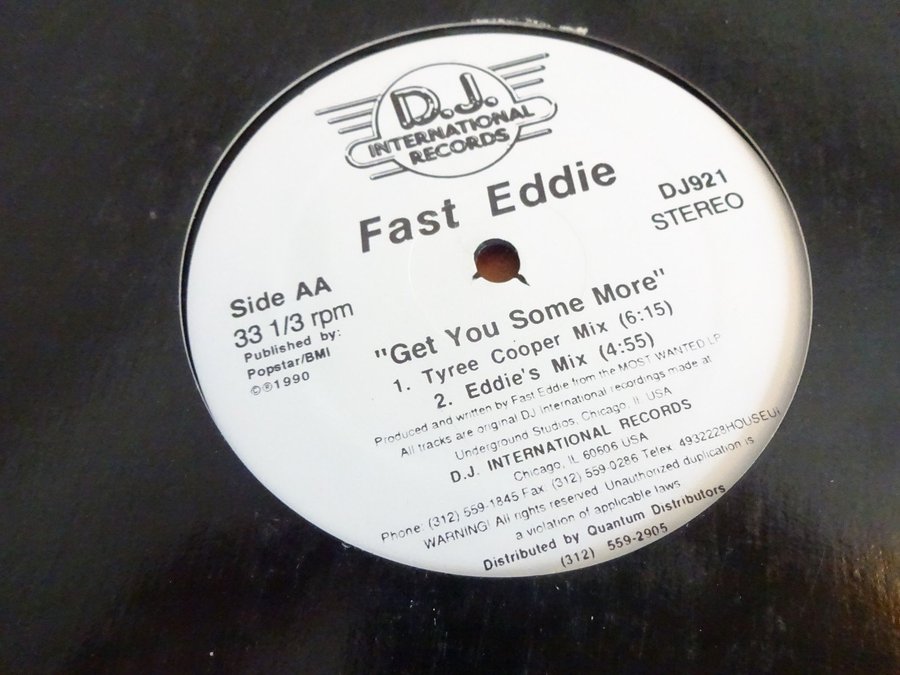 D.J.
INTERNATIONAL
RECORDS
Fast Eddie
DJ921
STEREO
Side AA
33 1/3 rpm
Published by:
Popstar/BMI
©℗1990
"Get You Some More"
1. Tyree Cooper Mix (6:15)
2. Eddie's Mix (4:55)
Produced and written by Fast Eddie from the MOST WANTED LP
All tracks are original DJ International recordings made at
Underground Studios, Chicago, Il. USA
D.J. INTERNATIONAL RECORDS
Chicago, IL 60606 USA
Phone: (312) 559-1845 Fax: (312) 559-0286 Telex: 4932228HOUSEUI
WARNING! All rights reserved. Unauthorized duplication is
a violation of applicable laws
Distributed by Quantum Distributors
(312) 559-2905